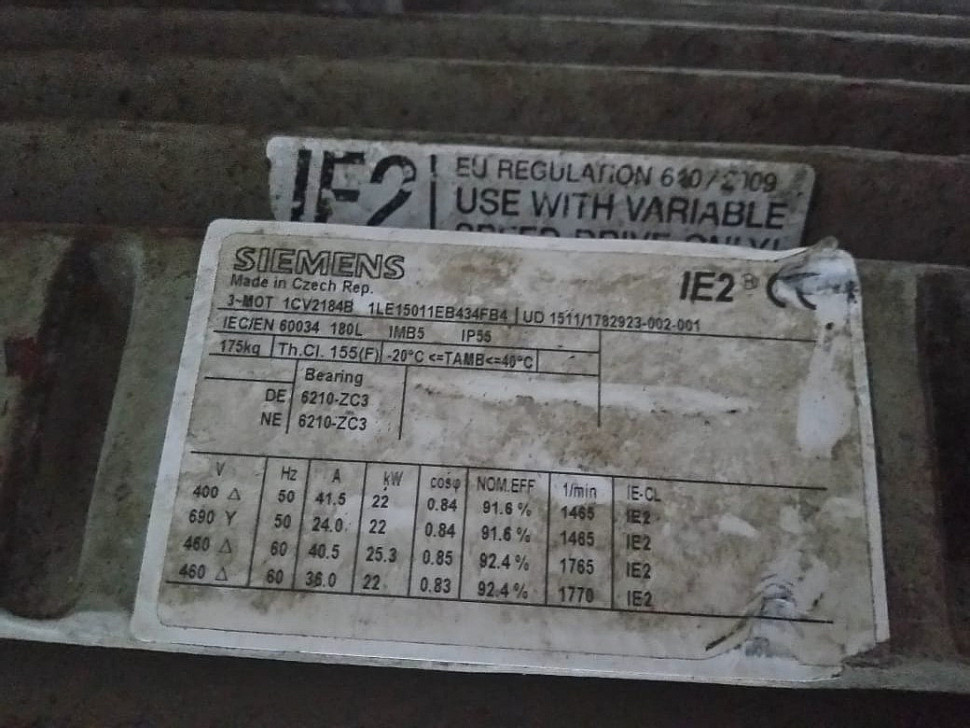 IE2 EU REGULATION 640/2009
USE WITH VARIABLE
SPEED DRIVE ONLY!
SIEMENS
Made in Czech Rep.
IE2 CE
3~MOT 1CV2184B 1LE15011EB434FB4 UD 1511/1782923-002-001
IEC/EN 60034 180L IMB5 IP55
175kg Th.Cl. 155(F) -20°C <=TAMB<=40°C
Bearing
DE 6210-ZC3
NE 6210-ZC3
V Hz A kW cosφ NOM.EFF 1/min IE-CL
400 Δ 50 41.5 22 0.84 91.6 % 1465 IE2
690 Y 50 24.0 22 0.84 91.6 % 1465 IE2
460 Δ 60 40.5 25.3 0.85 92.4 % 1765 IE2
460 Δ 60 36.0 22 0.83 92.4 % 1770 IE2